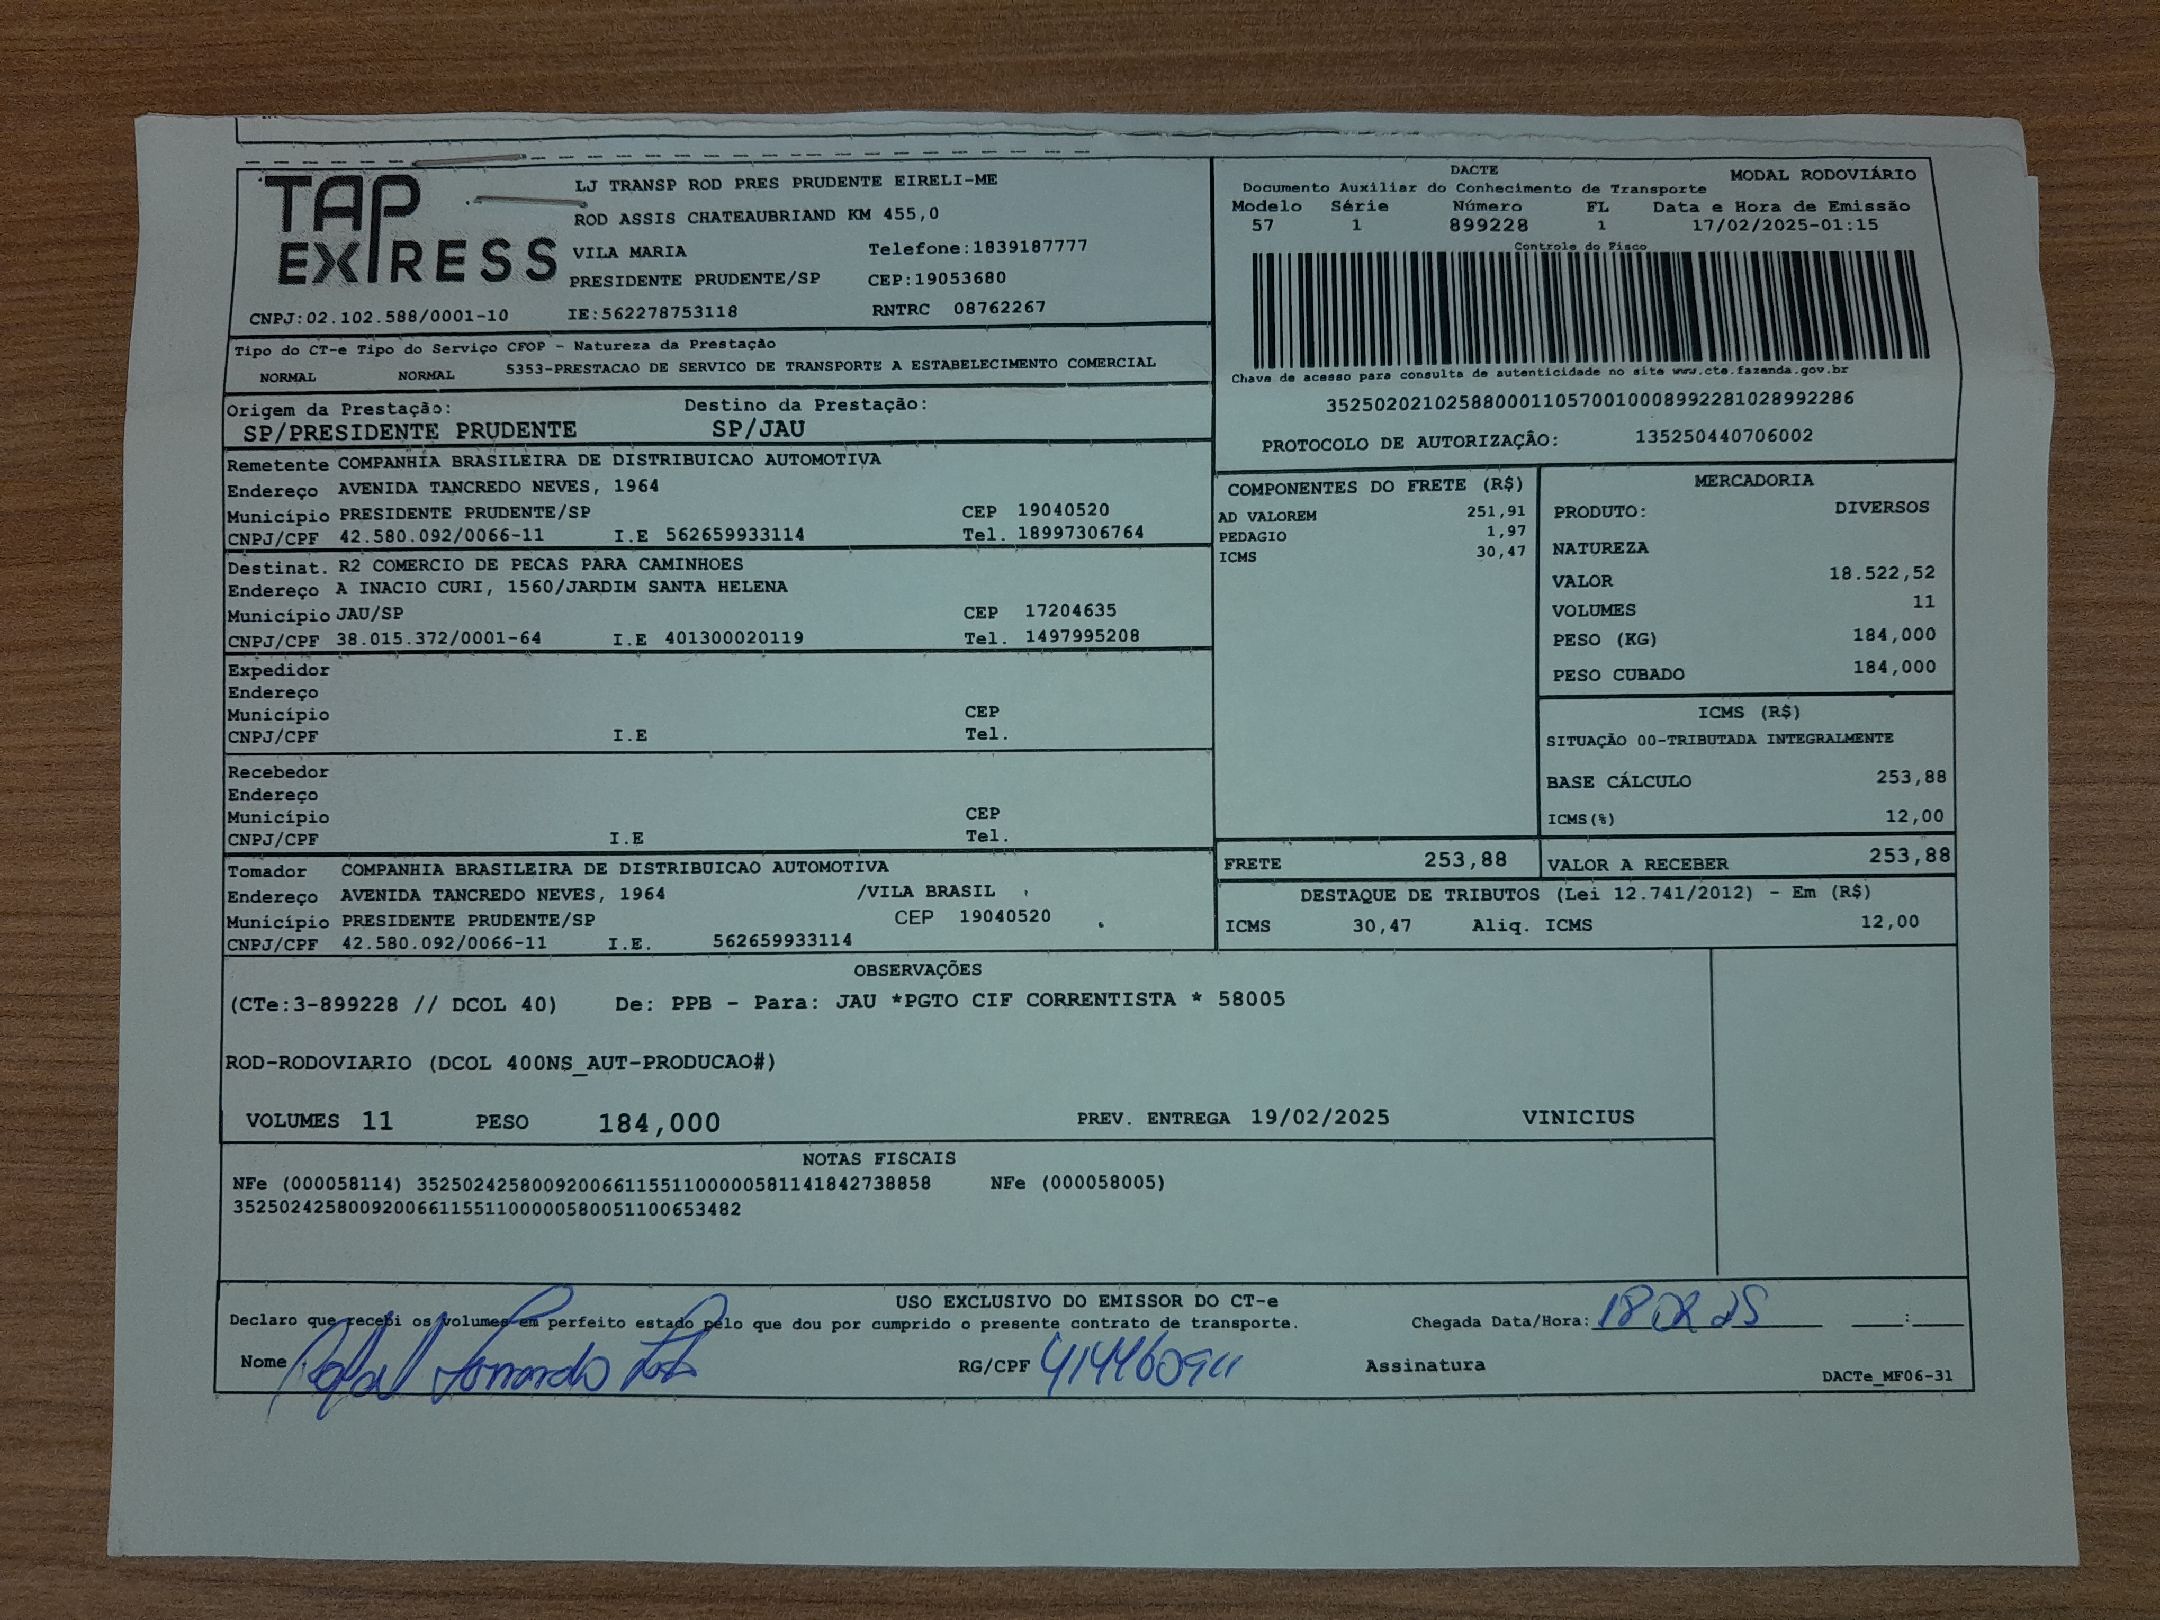 TAP EXPRESS
LJ TRANSP ROD PRES PRUDENTE EIRELI-ME
ROD ASSIS CHATEAUBRIAND KM 455,0
VILA MARIA Telefone:1839187777
PRESIDENTE PRUDENTE/SP CEP:19053680
CNPJ:02.102.588/0001-10 IE:562278753118 RNTRC 08762267
Tipo do CT-e Tipo do Serviço CFOP - Natureza da Prestação
NORMAL NORMAL 5353-PRESTACAO DE SERVICO DE TRANSPORTE A ESTABELECIMENTO COMERCIAL
Origem da Prestação: Destino da Prestação:
SP/PRESIDENTE PRUDENTE SP/JAU
DACTE MODAL RODOVIÁRIO
Documento Auxiliar do Conhecimento de Transporte
Modelo Série Número FL Data e Hora de Emissão
57 1 899228 1 17/02/2025-01:15
Controle do Fisco
Chave de acesso para consulta de autenticidade no site www.cte.fazenda.gov.br
35250202102588000110570010008992281028992286
PROTOCOLO DE AUTORIZAÇÃO: 135250440706002
Remetente COMPANHIA BRASILEIRA DE DISTRIBUICAO AUTOMOTIVA
Endereço AVENIDA TANCREDO NEVES, 1964
Município PRESIDENTE PRUDENTE/SP CEP 19040520
CNPJ/CPF 42.580.092/0066-11 I.E 562659933114 Tel. 18997306764
Destinat. R2 COMERCIO DE PECAS PARA CAMINHOES
Endereço A INACIO CURI, 1560/JARDIM SANTA HELENA
Município JAU/SP CEP 17204635
CNPJ/CPF 38.015.372/0001-64 I.E 401300020119 Tel. 1497995208
Expedidor
Endereço
Município CEP
CNPJ/CPF I.E Tel.
Recebedor
Endereço
Município CEP
CNPJ/CPF I.E Tel.
Tomador COMPANHIA BRASILEIRA DE DISTRIBUICAO AUTOMOTIVA
Endereço AVENIDA TANCREDO NEVES, 1964 /VILA BRASIL
Município PRESIDENTE PRUDENTE/SP CEP 19040520
CNPJ/CPF 42.580.092/0066-11 I.E. 562659933114
COMPONENTES DO FRETE (R$)
AD VALOREM 251,91
PEDAGIO 1,97
ICMS 30,47
MERCADORIA
PRODUTO: DIVERSOS
NATUREZA
VALOR 18.522,52
VOLUMES 11
PESO (KG) 184,000
PESO CUBADO 184,000
ICMS (R$)
SITUAÇÃO 00-TRIBUTADA INTEGRALMENTE
BASE CÁLCULO 253,88
ICMS(%) 12,00
FRETE 253,88 VALOR A RECEBER 253,88
DESTAQUE DE TRIBUTOS (Lei 12.741/2012) - Em (R$)
ICMS 30,47 Aliq. ICMS 12,00
OBSERVAÇÕES
(CTe:3-899228 // DCOL 40) De: PPB - Para: JAU *PGTO CIF CORRENTISTA * 58005
ROD-RODOVIARIO (DCOL 400NS_AUT-PRODUCAO#)
VOLUMES 11 PESO 184,000 PREV. ENTREGA 19/02/2025 VINICIUS
NOTAS FISCAIS
NFe (000058114) 35250242580092006611551100000581141842738858 NFe (000058005)
35250242580092006611551100000580051100653482
USO EXCLUSIVO DO EMISSOR DO CT-e
Declaro que recebi os volumes em perfeito estado pelo que dou por cumprido o presente contrato de transporte. Chegada Data/Hora: 18 02 25 :
Nome Rafael Fernando RG/CPF Assinatura
DACTe_MF06-31